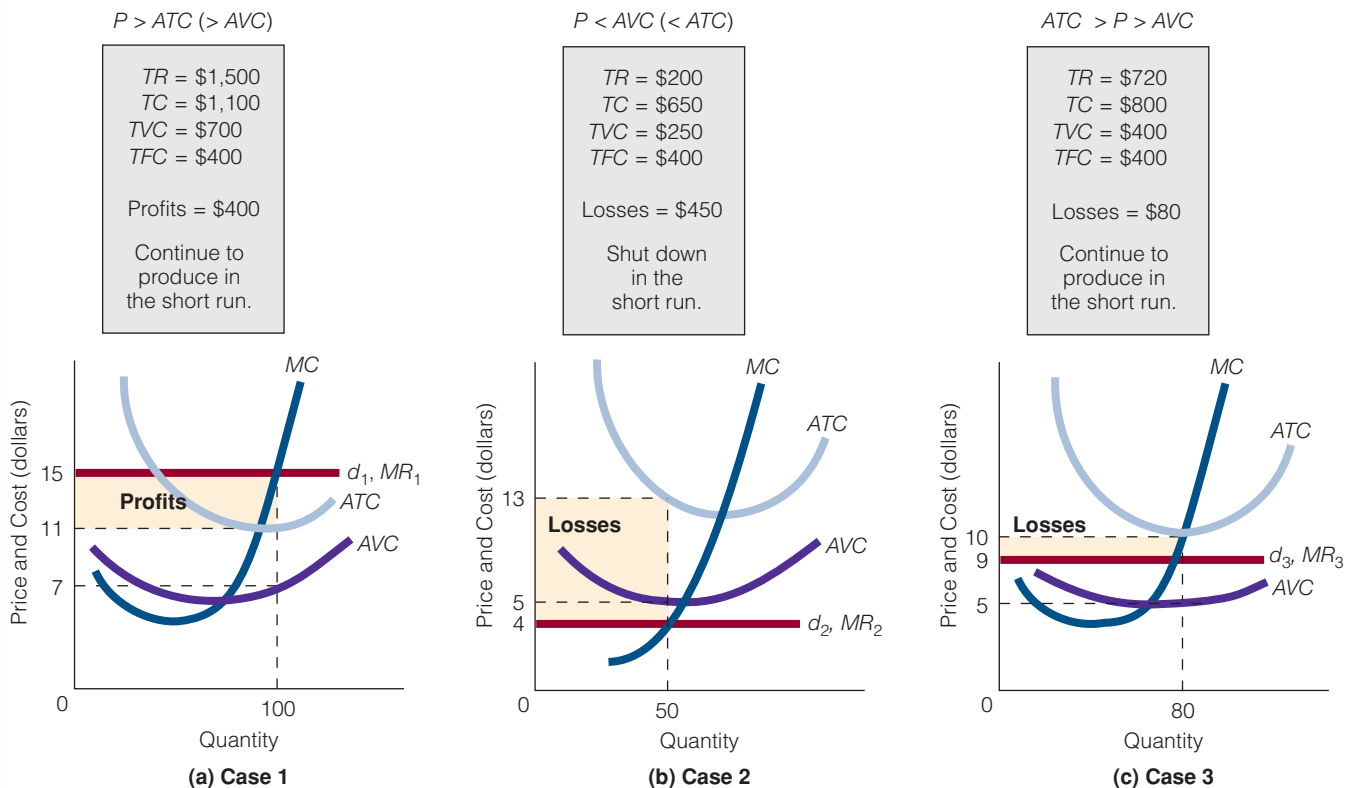 P > ATC (> AVC)
TR = $1,500
TC = $1,100
TVC = $700
TFC = $400
Profits = $400
Continue to
produce in
the short run.
Price and Cost (dollars)
15
11
7
0
100
Quantity
Profits
MC
d1, MR1
ATC
AVC
(a) Case 1
P < AVC (< ATC)
TR = $200
TC = $650
TVC = $250
TFC = $400
Losses = $450
Shut down
in the
short run.
Price and Cost (dollars)
13
5
4
0
50
Quantity
Losses
MC
ATC
AVC
d2, MR2
(b) Case 2
ATC > P > AVC
TR = $720
TC = $800
TVC = $400
TFC = $400
Losses = $80
Continue to
produce in
the short run.
Price and Cost (dollars)
10
9
5
0
80
Quantity
Losses
MC
ATC
d3, MR3
AVC
(c) Case 3